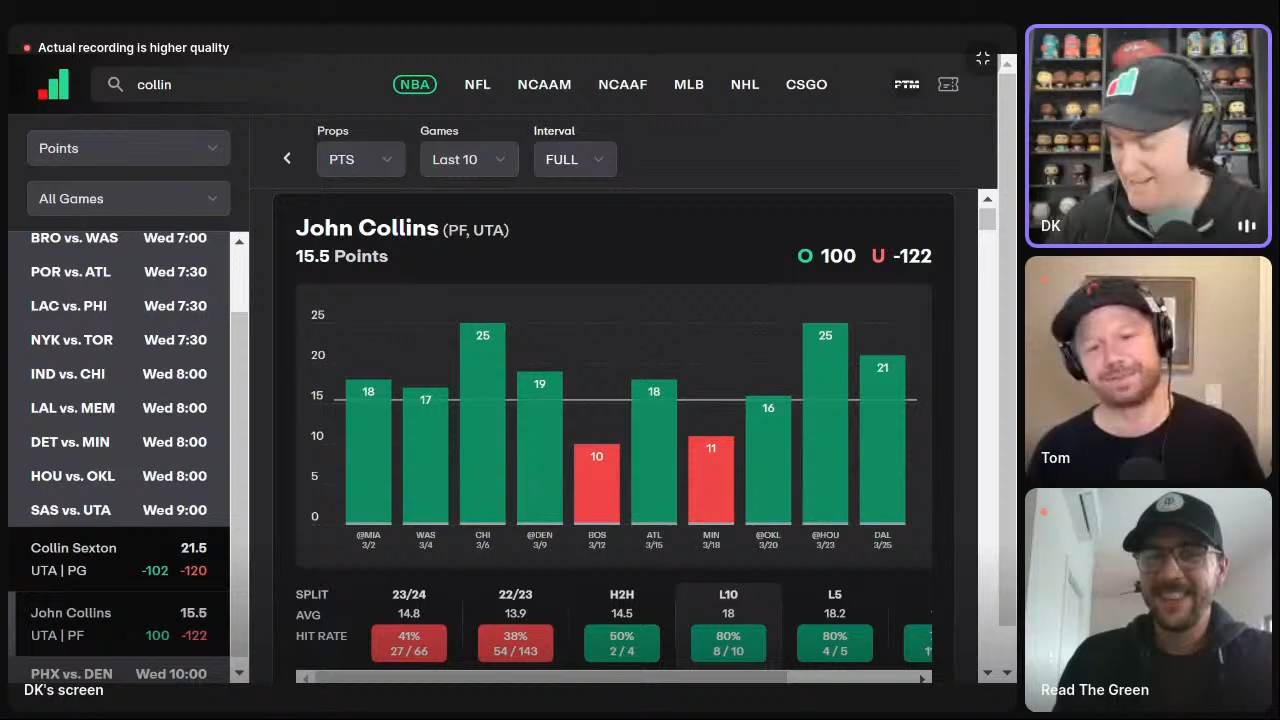 Actual recording is higher quality
collin
NBA NFL NCAAM NCAAF MLB NHL CSGO
Points
All Games
BRO vs. WAS Wed 7:00
POR vs. ATL Wed 7:30
LAC vs. PHI Wed 7:30
NYK vs. TOR Wed 7:30
IND vs. CHI Wed 8:00
LAL vs. MEM Wed 8:00
DET vs. MIN Wed 8:00
HOU vs. OKL Wed 8:00
SAS vs. UTA Wed 9:00
Collin Sexton 21.5
UTA | PG -102 -120
John Collins 15.5
UTA | PF 100 -122
PHX vs. DEN Wed 10:00
DK's screen
Props Games Interval
PTS Last 10 FULL
John Collins (PF, UTA)
15.5 Points O 100 U -122
25
20
15
10
5
0
18 17 25 19 10 18 11 16 25 21
@MIA WAS CHI @DEN BOS ATL MIN @OKL @HOU DAL
3/2 3/4 3/6 3/9 3/12 3/15 3/18 3/20 3/23 3/25
SPLIT 23/24 22/23 H2H L10 L5
AVG 14.8 13.9 14.5 18 18.2
HIT RATE 41% 38% 50% 80% 80%
27 / 66 54 / 143 2 / 4 8 / 10 4 / 5
DK
Tom
Read The Green